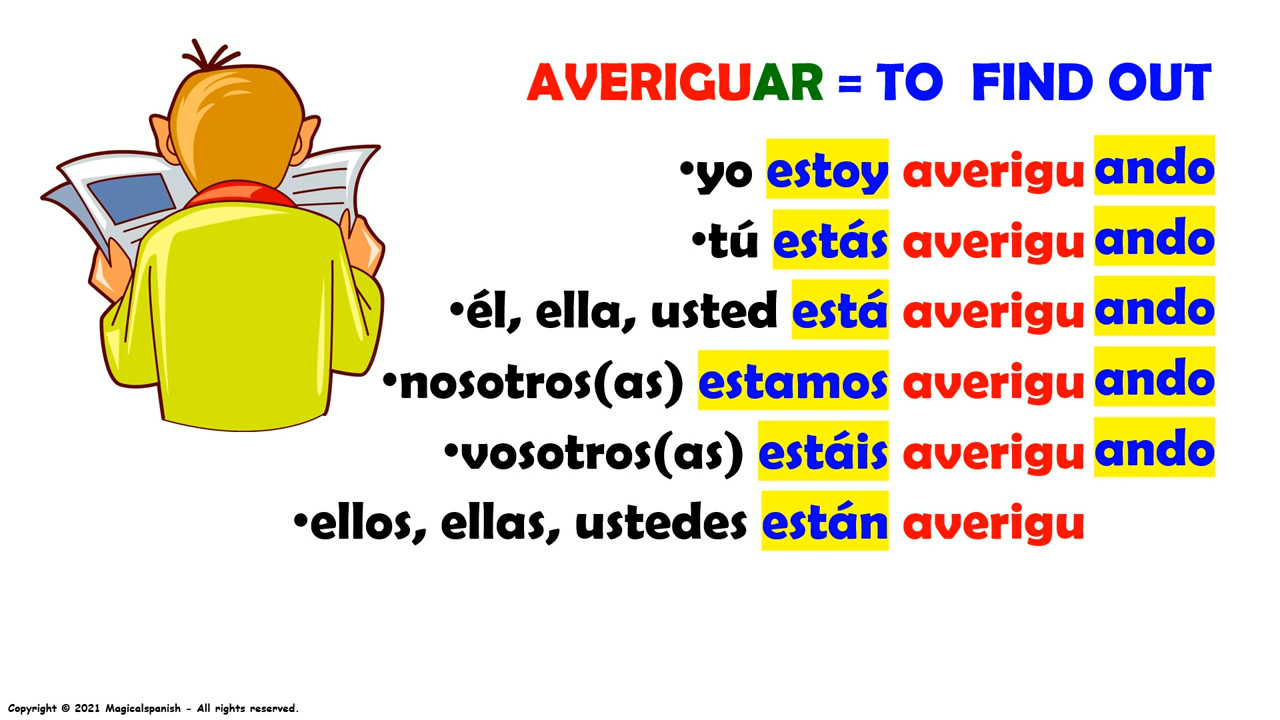 AVERIGUAR = TO FIND OUT
•yo estoy averigu ando
•tú estás averigu ando
•él, ella, usted está averigu ando
•nosotros(as) estamos averigu ando
•vosotros(as) estáis averigu ando
•ellos, ellas, ustedes están averigu
Copyright © 2021 Magicalspanish - All rights reserved.